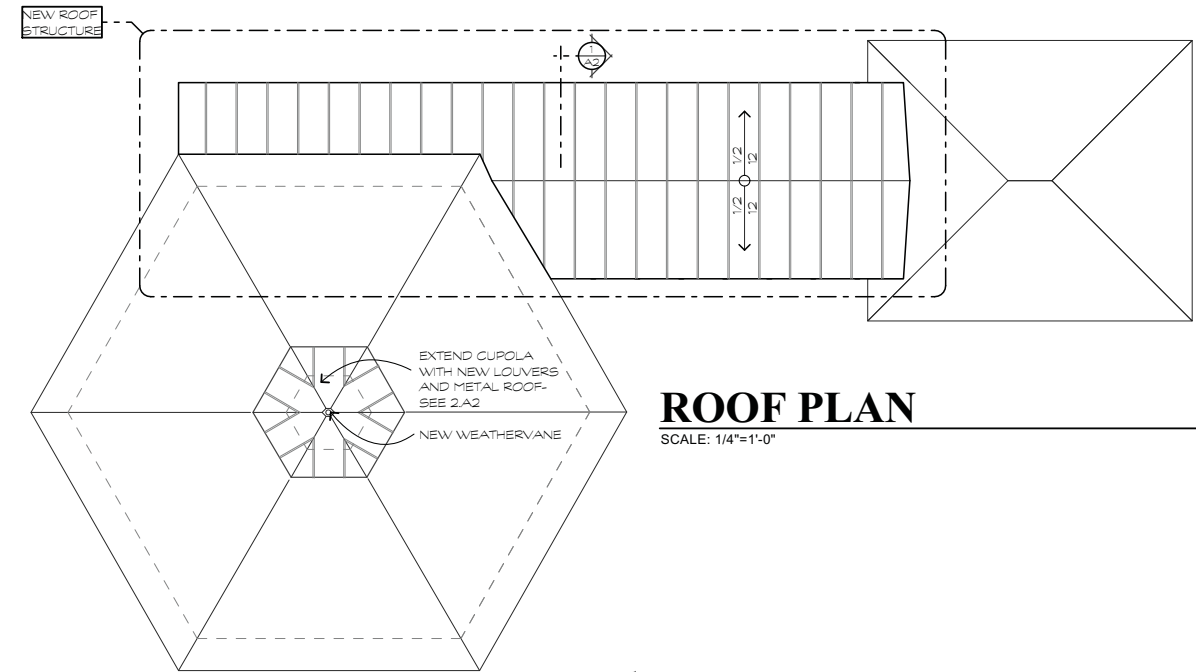 NEW ROOF
STRUCTURE
1
A2
1/2
12
1/2
12
EXTEND CUPOLA
WITH NEW LOUVERS
AND METAL ROOF-
SEE 2.A2
NEW WEATHERVANE
ROOF PLAN
SCALE: 1/4"=1'-0"